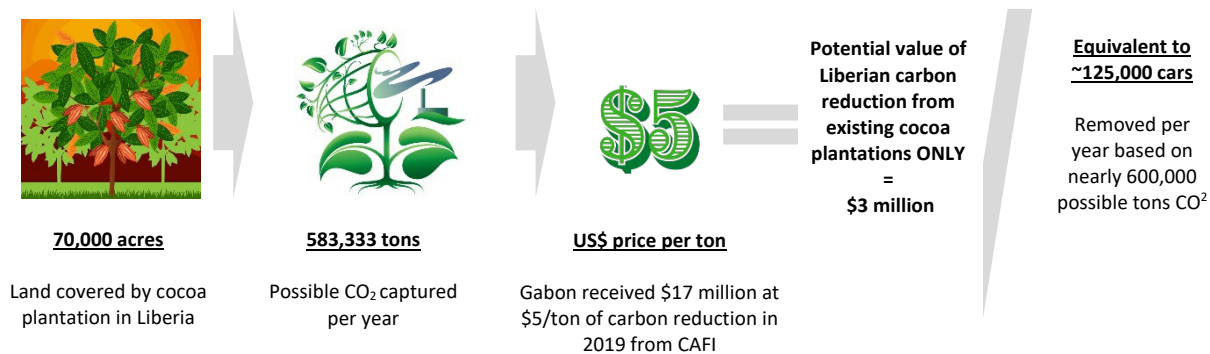 70,000 acres
Land covered by cocoa
plantation in Liberia
583,333 tons
Possible CO₂ captured
per year
$5
US$ price per ton
Gabon received $17 million at
$5/ton of carbon reduction in
2019 from CAFI
Potential value of
Liberian carbon
reduction from
existing cocoa
plantations ONLY
=
$3 million
Equivalent to
~125,000 cars
Removed per
year based on
nearly 600,000
possible tons CO²